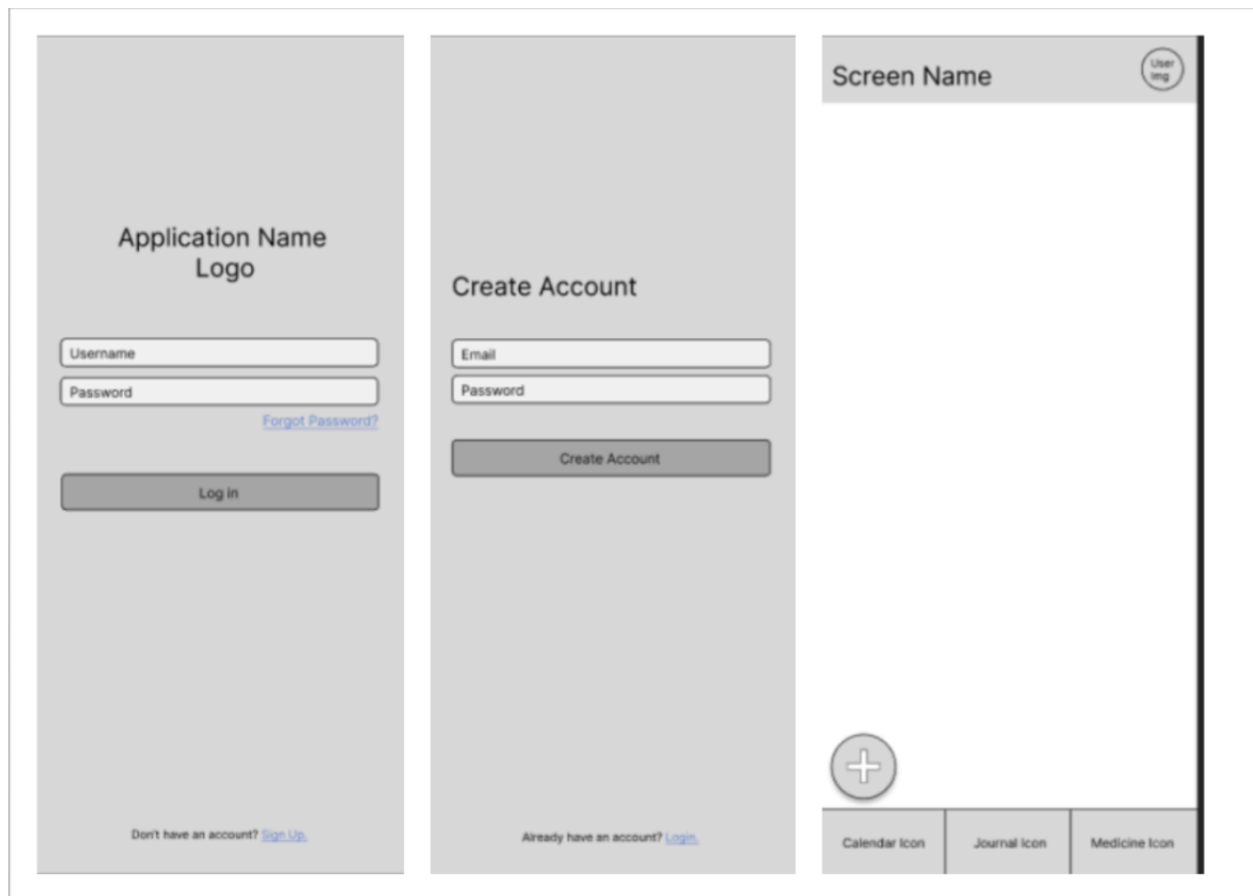 Application Name
Logo
Username
Password
Forgot Password?
Log in
Don't have an account? Sign Up.
Create Account
Email
Password
Create Account
Already have an account? Login.
Screen Name
User
Img
Calendar Icon
Journal Icon
Medicine Icon